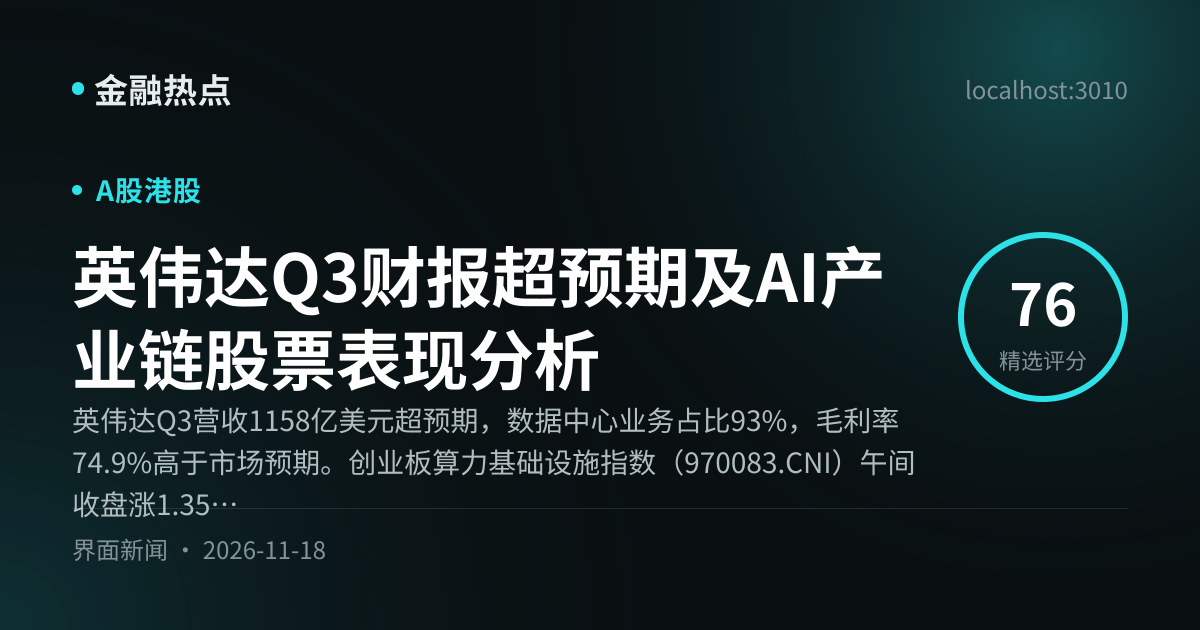 金融热点
localhost:3010
A股港股
英伟达Q3财报超预期及AI产
业链股票表现分析
76
精选评分
英伟达Q3营收1158亿美元超预期，数据中心业务占比93%，毛利率
74.9%高于市场预期。创业板算力基础设施指数（970083.CNI）午间
收盘涨1.35…
界面新闻 • 2026-11-18